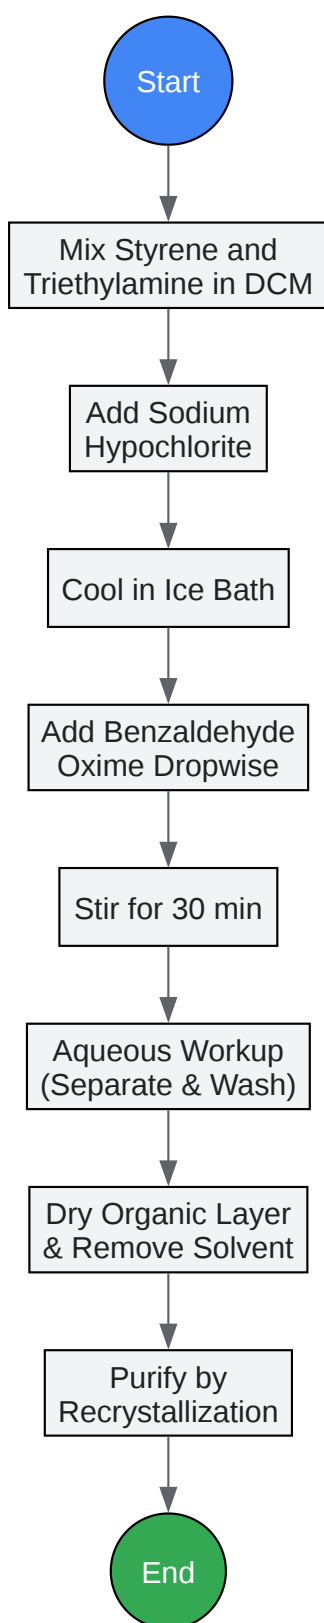 Start
Mix Styrene and
Triethylamine in DCM
Add Sodium
Hypochlorite
Cool in Ice Bath
Add Benzaldehyde
Oxime Dropwise
Stir for 30 min
Aqueous Workup
(Separate & Wash)
Dry Organic Layer
& Remove Solvent
Purify by
Recrystallization
End